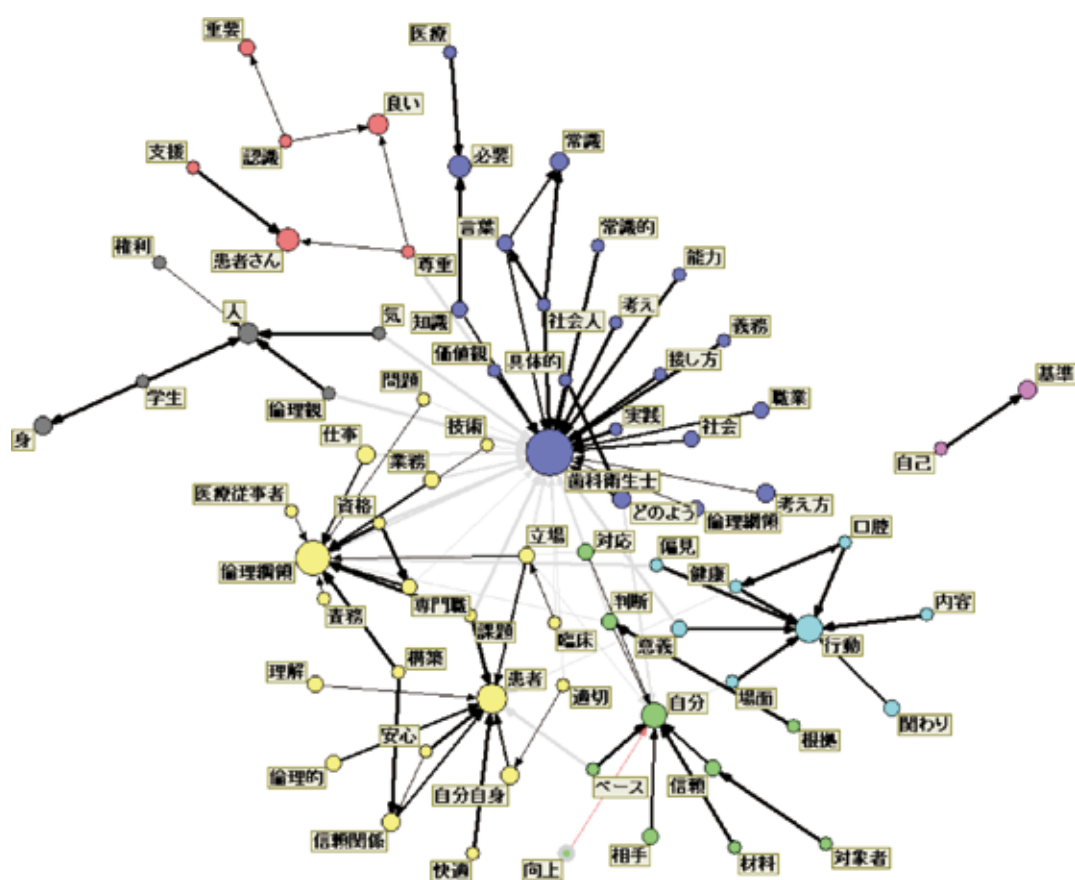 重要
医療
良い
認識
必要
常識
支援
言葉
常識的
患者さん
尊重
能力
権利
人
気
知識
社会人
考え
義務
価値観
具体的
接し方
学生
倫理観
問題
基準
身
仕事
技術
実践
職業
社会
業務
自己
歯科衛生士
医療従事者
資格
どのよう
倫理綱領
考え方
立場
対応
偏見
口腔
倫理綱領
健康
責務
専門職
判断
内容
課題
臨床
意義
行動
構築
理解
患者
適切
自分
場面
関わり
根拠
安心
倫理的
自分自身
ベース
信頼
信頼関係
快適
向上
相手
材料
対象者